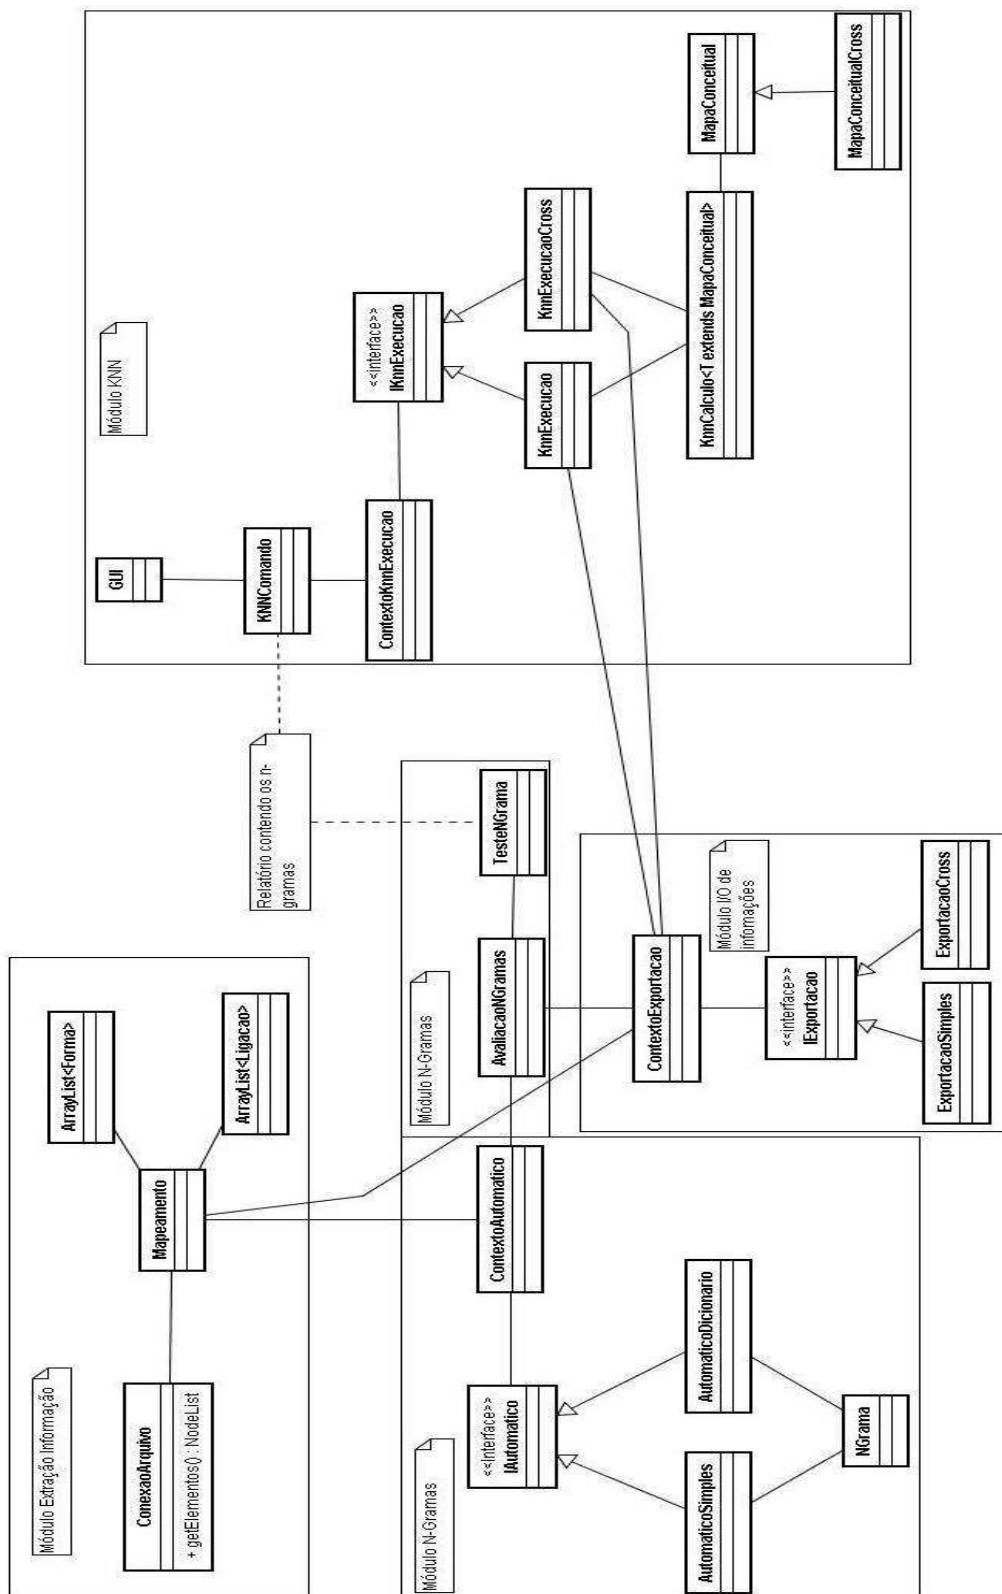 Módulo Extração Informação
ConexaoArquivo
+ getElementos() : NodeList
Mapeamento
ArrayList<Forma>
ArrayList<Ligacao>
Módulo N-Gramas
<<interface>>
IAutomatico
AutomaticoSimples
AutomaticoDicionario
NGrama
ContextoAutomatico
Módulo N-Gramas
AvaliacaoNGramas
TesteNGrama
Relatório contendo os n-
gramas
ContextoExportacao
Módulo I/O de
informações
<<interface>>
IExportacao
ExportacaoSimples
ExportacaoCross
GUI
Módulo KNN
KNNComando
ContextoKnnExecucao
<<interface>>
IKnnExecucao
KnnExecucao
KnnExecucaoCross
KnnCalculo<T extends MapaConceitual>
MapaConceitual
MapaConceitualCross